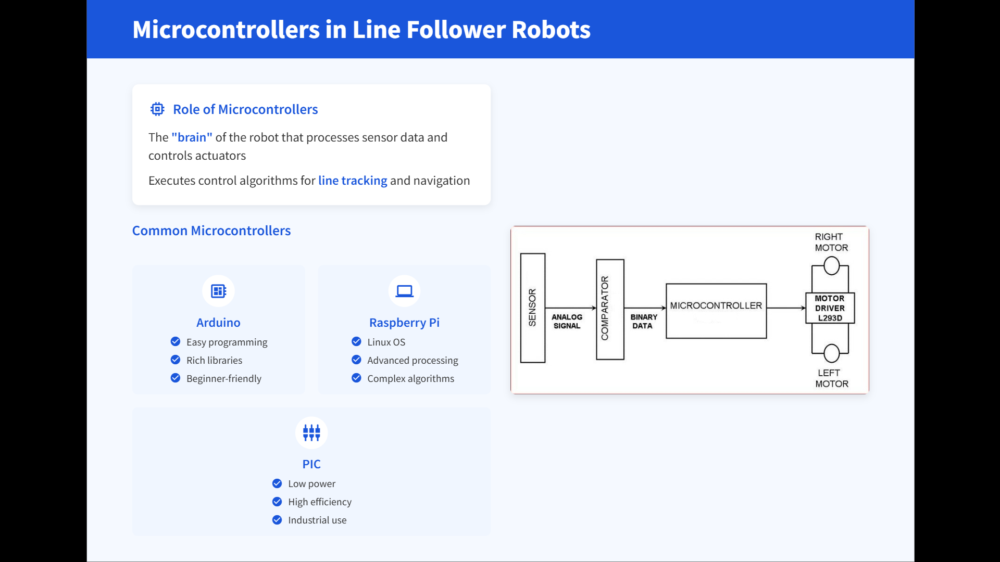 Microcontrollers in Line Follower Robots
Role of Microcontrollers
The "brain" of the robot that processes sensor data and
controls actuators
Executes control algorithms for line tracking and navigation
Common Microcontrollers
Arduino
Easy programming
Rich libraries
Beginner-friendly
Raspberry Pi
Linux OS
Advanced processing
Complex algorithms
PIC
Low power
High efficiency
Industrial use
SENSOR
ANALOG
SIGNAL
COMPARATOR
BINARY
DATA
MICROCONTROLLER
RIGHT
MOTOR
MOTOR
DRIVER
L293D
LEFT
MOTOR